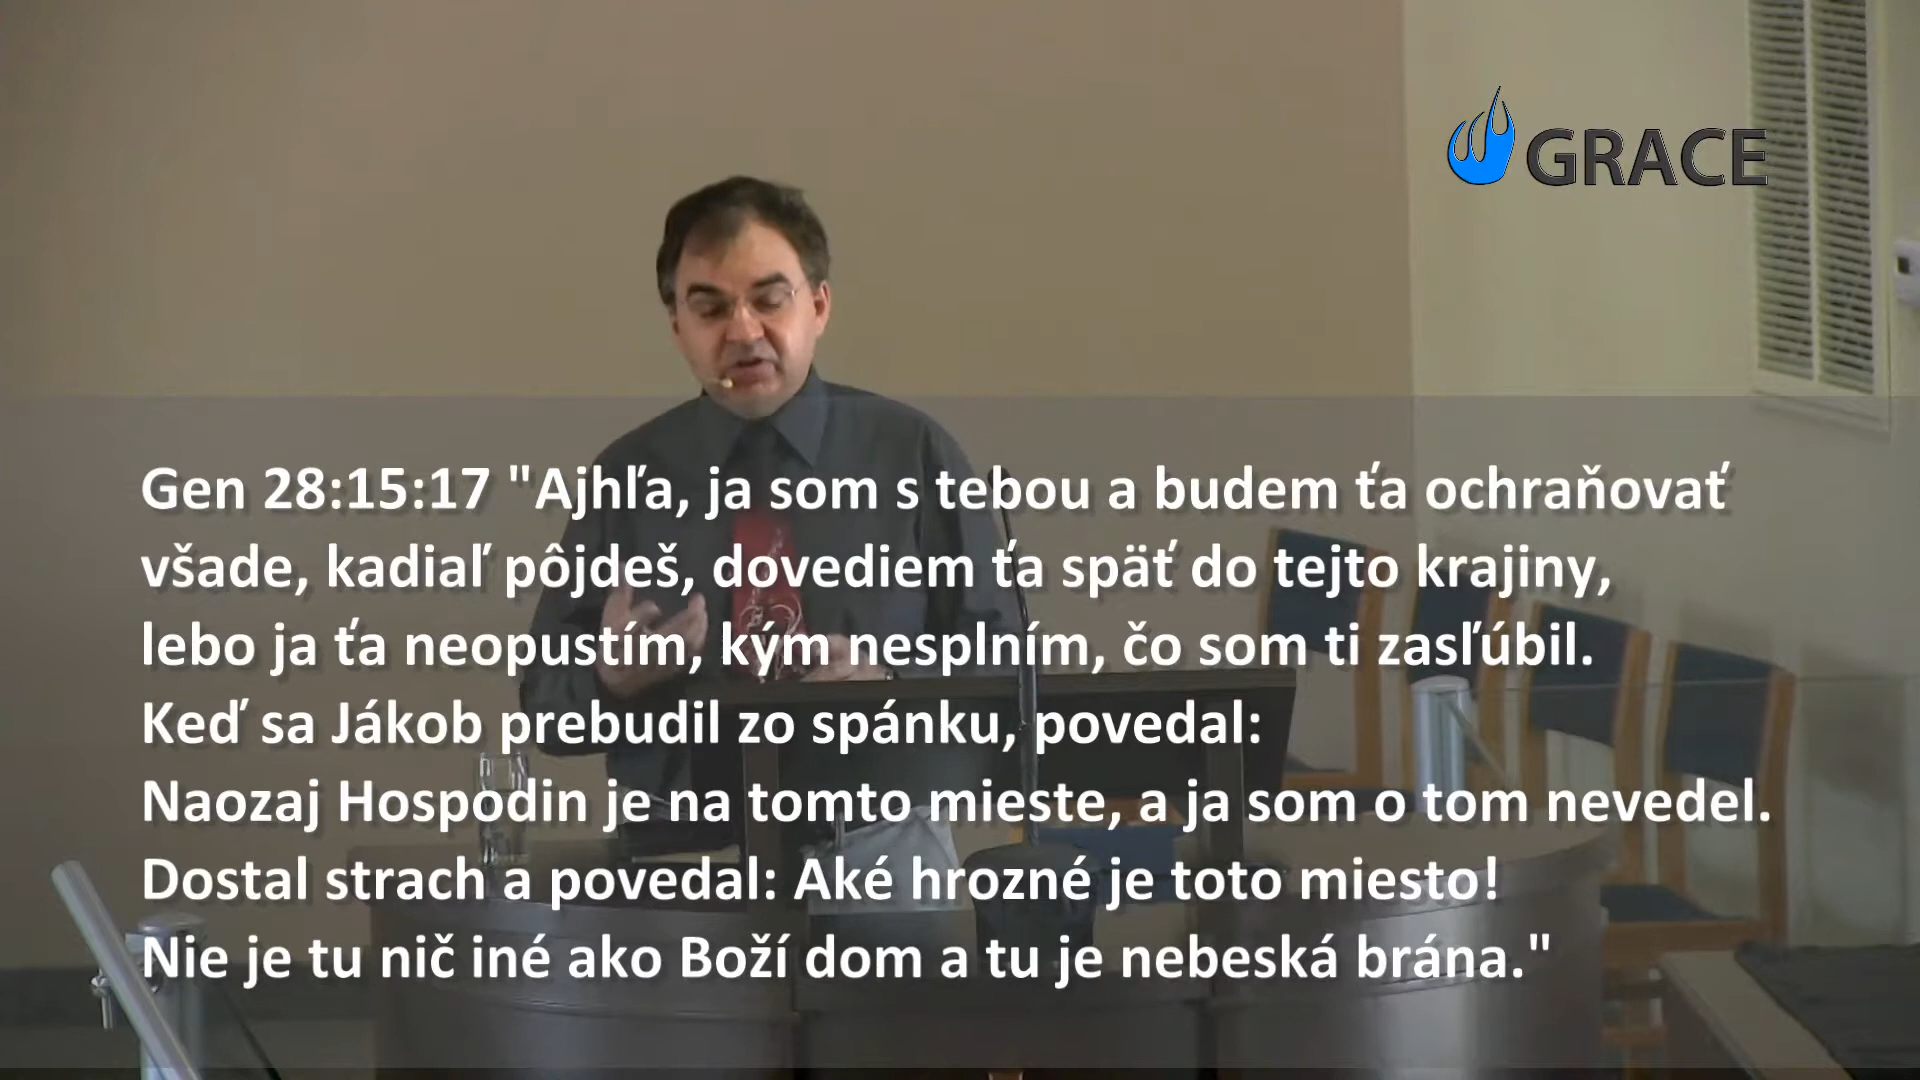 GRACE
Gen 28:15:17 "Ajhľa, ja som s tebou a budem ťa ochraňovať
všade, kadiaľ pôjdeš, dovediem ťa späť do tejto krajiny,
lebo ja ťa neopustím, kým nesplním, čo som ti zasľúbil.
Keď sa Jákob prebudil zo spánku, povedal:
Naozaj Hospodin je na tomto mieste, a ja som o tom nevedel.
Dostal strach a povedal: Aké hrozné je toto miesto!
Nie je tu nič iné ako Boží dom a tu je nebeská brána."